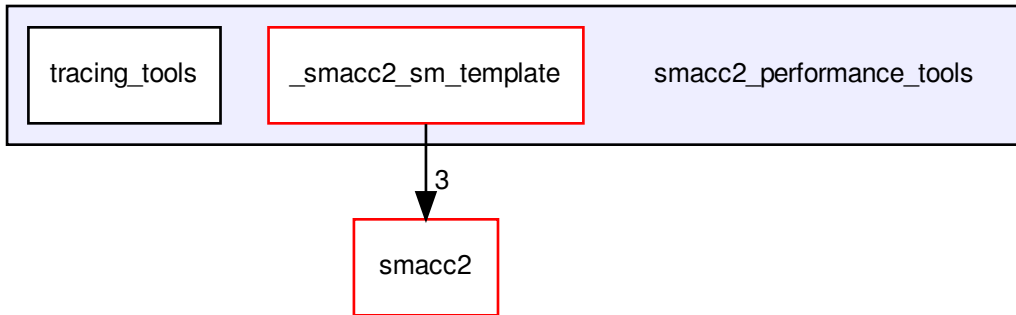 tracing_tools
_smacc2_sm_template
smacc2_performance_tools
3
smacc2